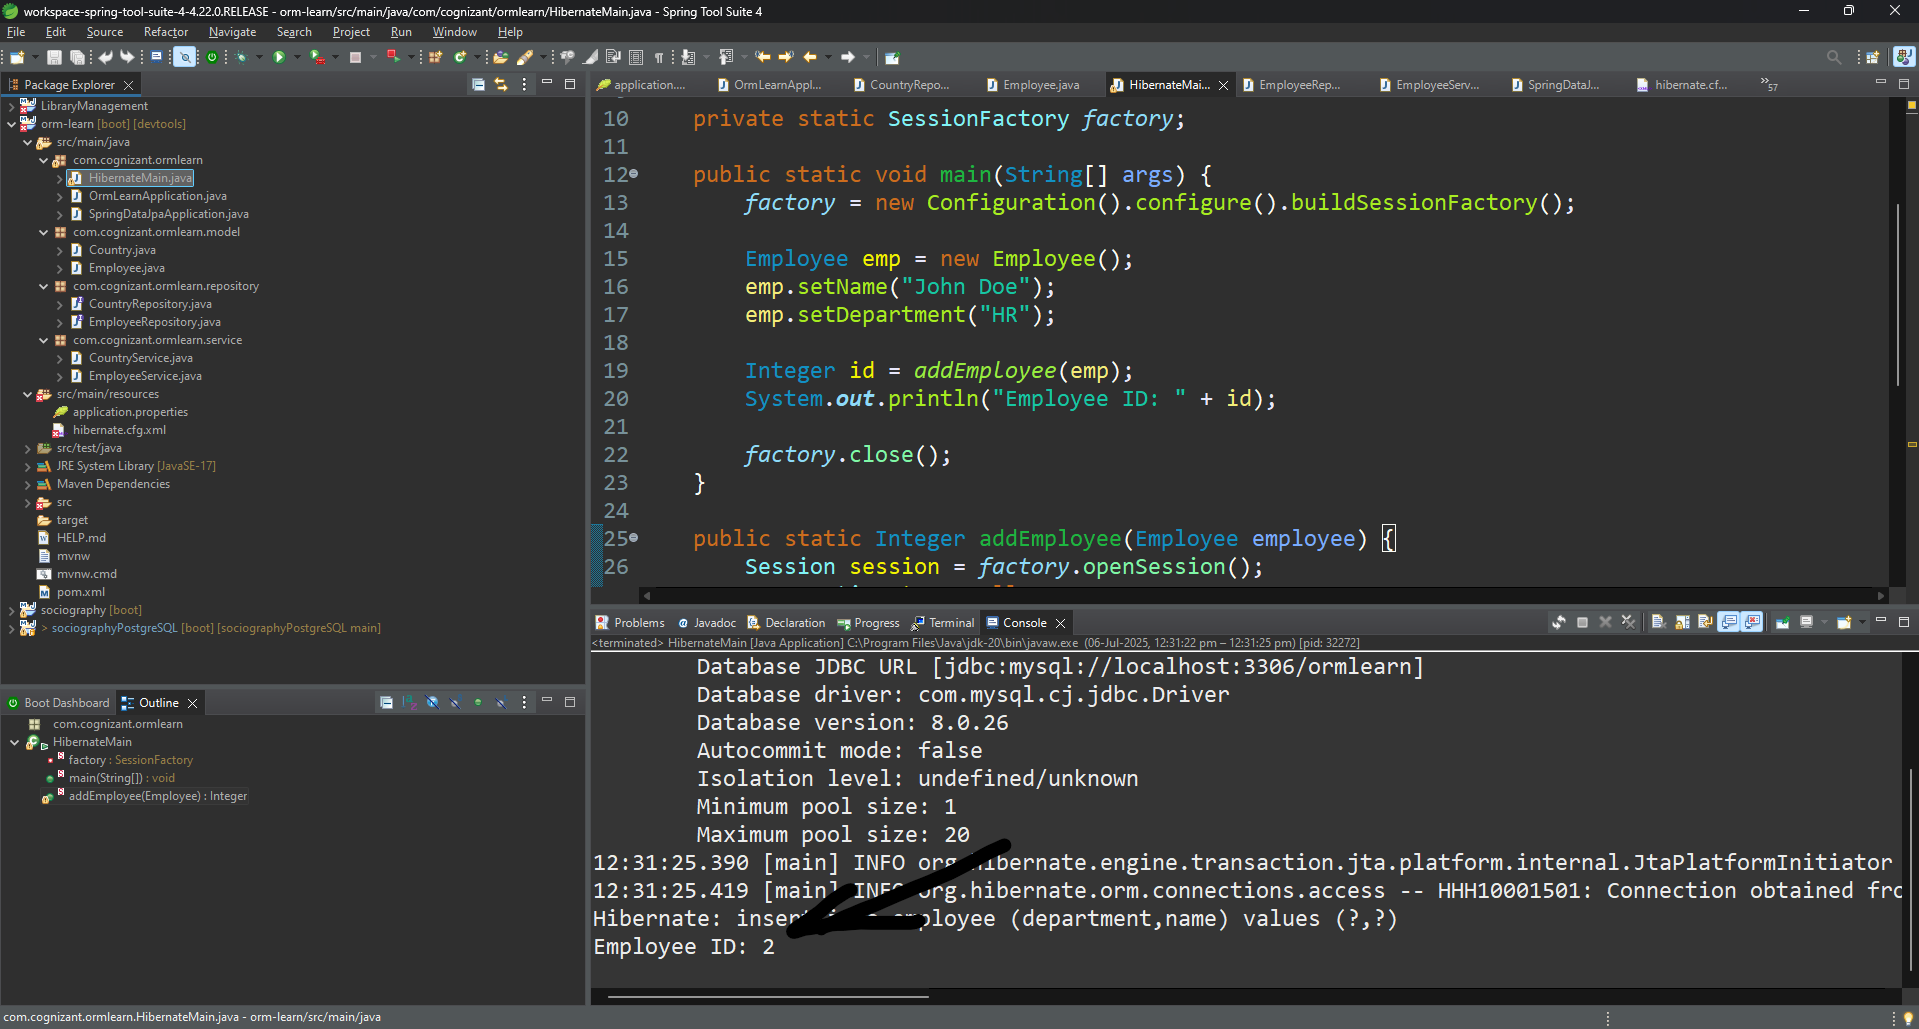 workspace-spring-tool-suite-4-4.22.0.RELEASE - orm-learn/src/main/java/com/cognizant/ormlearn/HibernateMain.java - Spring Tool Suite 4
File Edit Source Refactor Navigate Search Project Run Window Help
Package Explorer
LibraryManagement
orm-learn [boot] [devtools]
src/main/java
com.cognizant.ormlearn
HibernateMain.java
OrmLearnApplication.java
SpringDataJpaApplication.java
com.cognizant.ormlearn.model
Country.java
Employee.java
com.cognizant.ormlearn.repository
CountryRepository.java
EmployeeRepository.java
com.cognizant.ormlearn.service
CountryService.java
EmployeeService.java
src/main/resources
application.properties
hibernate.cfg.xml
src/test/java
JRE System Library [JavaSE-17]
Maven Dependencies
src
target
HELP.md
mvnw
mvnw.cmd
pom.xml
sociography [boot]
> sociographyPostgreSQL [boot] [sociographyPostgreSQL main]
Boot Dashboard Outline
com.cognizant.ormlearn
HibernateMain
factory : SessionFactory
main(String[]) : void
addEmployee(Employee) : Integer
application.... OrmLearnAppl... CountryRepo... Employee.java HibernateMai... EmployeeRep... EmployeeServ... SpringDataJ... hibernate.cf... »57
10 private static SessionFactory factory;
11
12 public static void main(String[] args) {
13 factory = new Configuration().configure().buildSessionFactory();
14
15 Employee emp = new Employee();
16 emp.setName("John Doe");
17 emp.setDepartment("HR");
18
19 Integer id = addEmployee(emp);
20 System.out.println("Employee ID: " + id);
21
22 factory.close();
23 }
24
25 public static Integer addEmployee(Employee employee) {
26 Session session = factory.openSession();
Problems Javadoc Declaration Progress Terminal Console
<terminated> HibernateMain [Java Application] C:\Program Files\Java\jdk-20\bin\javaw.exe (06-Jul-2025, 12:31:22 pm – 12:31:25 pm) [pid: 32272]
Database JDBC URL [jdbc:mysql://localhost:3306/ormlearn]
Database driver: com.mysql.cj.jdbc.Driver
Database version: 8.0.26
Autocommit mode: false
Isolation level: undefined/unknown
Minimum pool size: 1
Maximum pool size: 20
12:31:25.390 [main] INFO org.hibernate.engine.transaction.jta.platform.internal.JtaPlatformInitiator
12:31:25.419 [main] INFO org.hibernate.orm.connections.access -- HHH10001501: Connection obtained fro
Hibernate: insert into employee (department,name) values (?,?)
Employee ID: 2
com.cognizant.ormlearn.HibernateMain.java - orm-learn/src/main/java